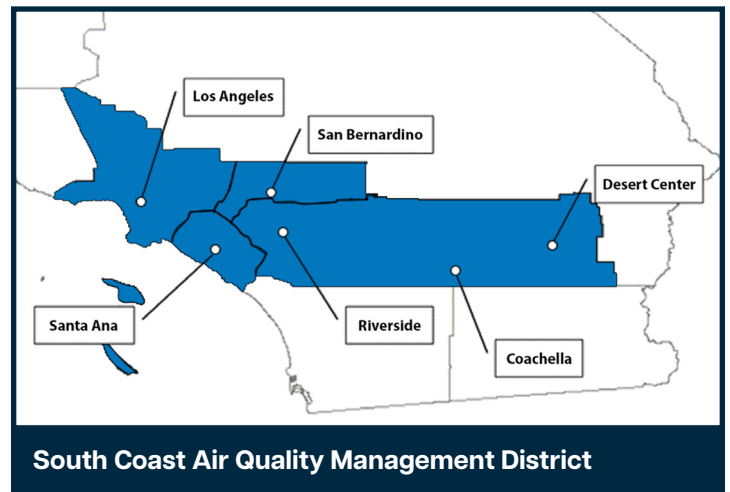 Los Angeles
San Bernardino
Desert Center
Santa Ana
Riverside
Coachella
South Coast Air Quality Management District